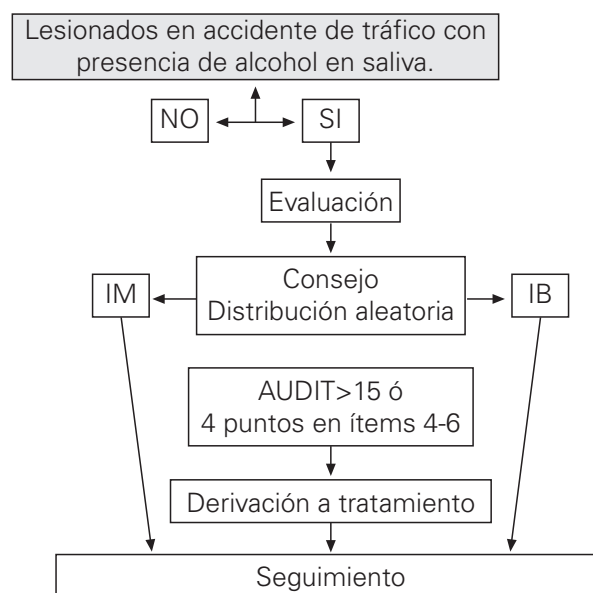 Lesionados en accidente de tráfico con
presencia de alcohol en saliva.
NO
SI
Evaluación
IM
Consejo
Distribución aleatoria
IB
AUDIT>15 ó
4 puntos en ítems 4-6
Derivación a tratamiento
Seguimiento